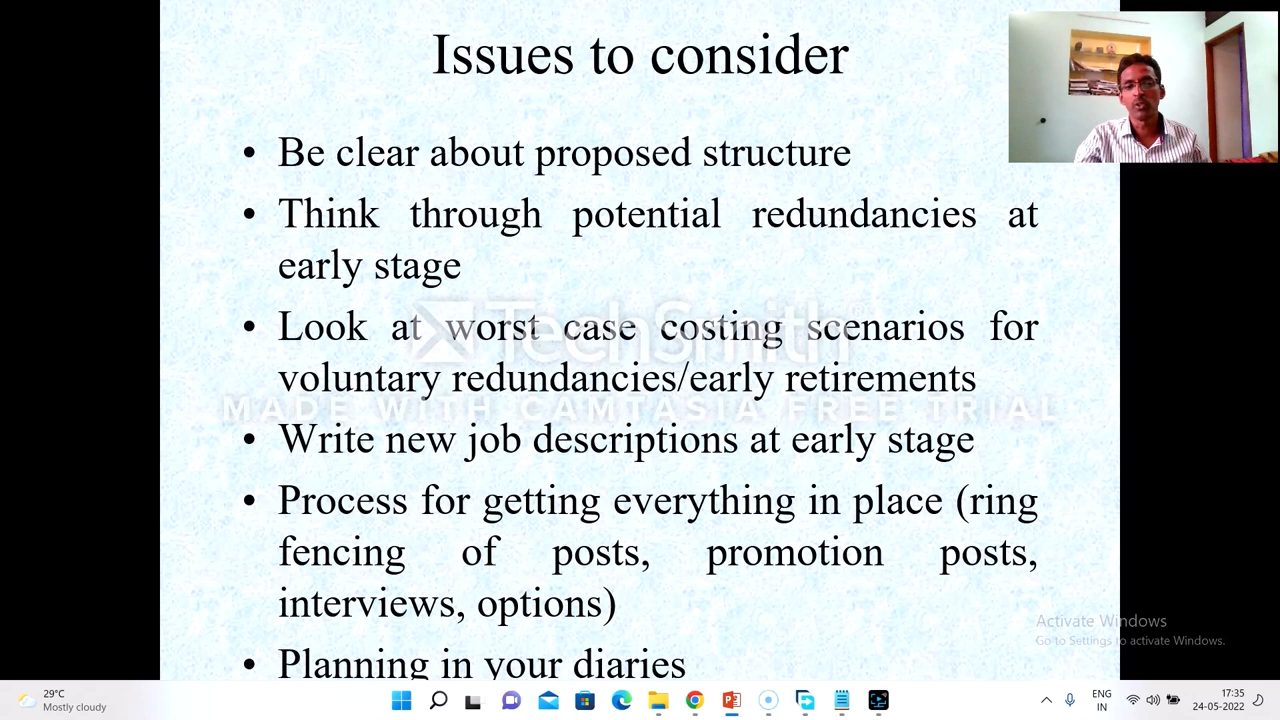 Issues to consider
• Be clear about proposed structure
• Think through potential redundancies at
early stage
• Look at worst case costing scenarios for
voluntary redundancies/early retirements
• Write new job descriptions at early stage
• Process for getting everything in place (ring
fencing of posts, promotion posts,
interviews, options)
• Planning in your diaries
TechSmith
MADE WITH CAMTASIA FREE TRIAL
Activate Windows
Go to Settings to activate Windows.
29°C
Mostly cloudy
ENG
IN
17:35
24-05-2022